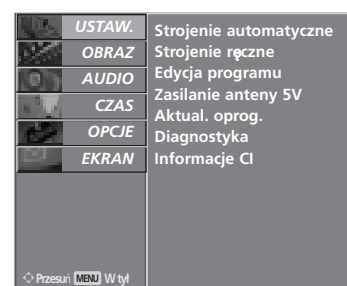 USTAW.
OBRAZ
AUDIO
CZAS
OPCJE
EKRAN
Przesuń MENU W tył
Strojenie automatyczne
Strojenie ręczne
Edycja programu
Zasilanie anteny 5V
Aktual. oprog.
Diagnostyka
Informacje CI